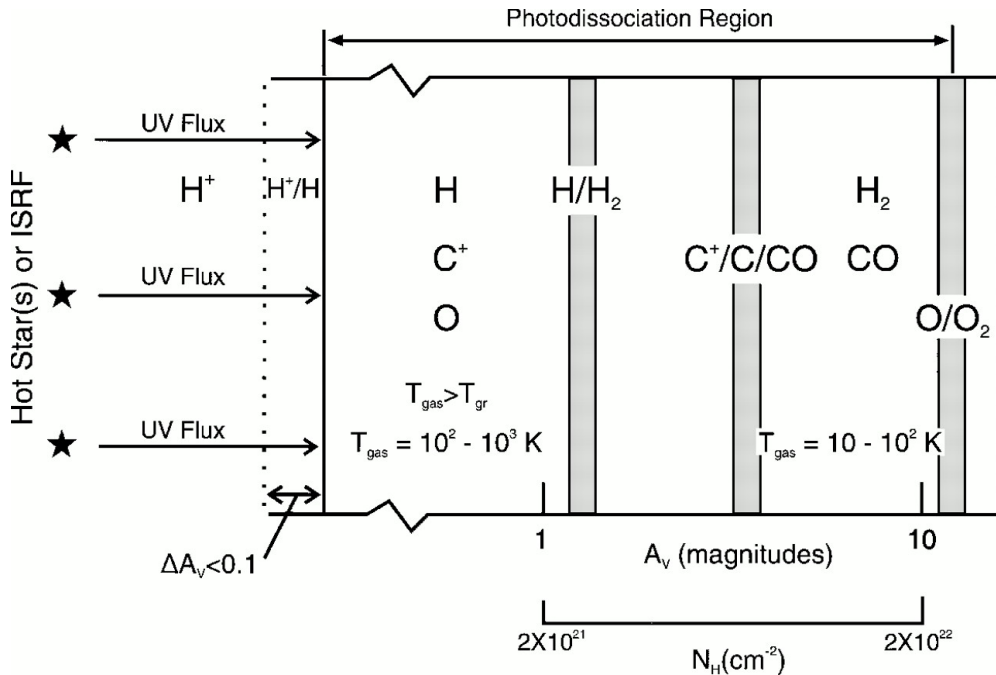 Photodissociation Region
Hot Star(s) or ISRF
UV Flux
H⁺
H⁺/H
H
H/H₂
H₂
C⁺
C⁺/C/CO
CO
UV Flux
O
O/O₂
T_gas>T_gr
UV Flux
T_gas = 10² - 10³ K
T_gas = 10 - 10² K
ΔA_V<0.1
1
A_V (magnitudes)
10
2X10²¹
2X10²²
N_H(cm⁻²)